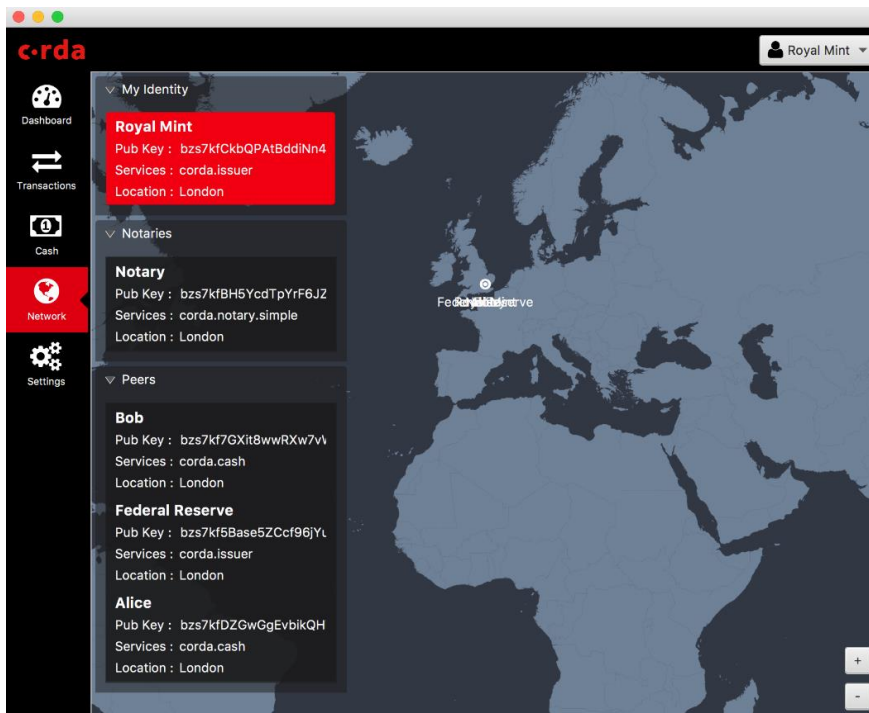 c·rda
Royal Mint
Dashboard
Transactions
Cash
Network
Settings
My Identity
Royal Mint
Pub Key : bzs7kfCkbQPAtBddiNn4
Services : corda.issuer
Location : London
Notaries
Notary
Pub Key : bzs7kfBH5YcdTpYrF6JZ
Services : corda.notary.simple
Location : London
Peers
Bob
Pub Key : bzs7kf7GXit8wwRXw7v
Services : corda.cash
Location : London
Federal Reserve
Pub Key : bzs7kf5Base5ZCcf96jY
Services : corda.issuer
Location : London
Alice
Pub Key : bzs7kfDZGwGgEvbikQH
Services : corda.cash
Location : London
+
-